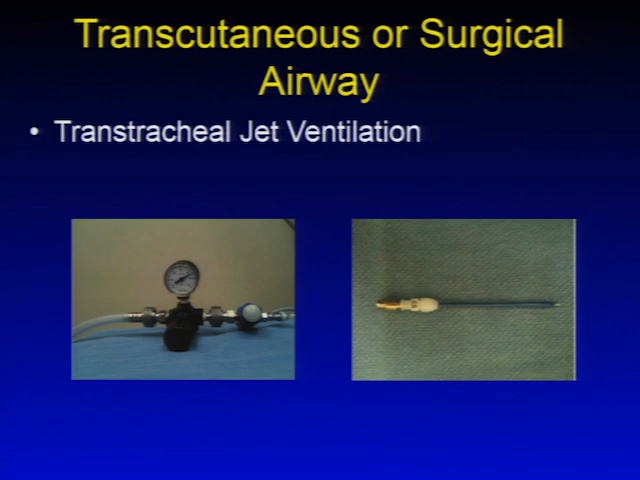 Transcutaneous or Surgical
Airway
• Transtracheal Jet Ventilation